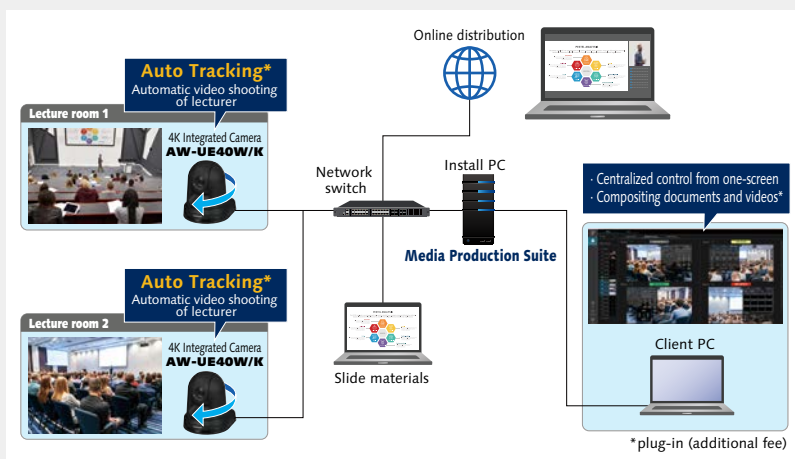 Online distribution
Auto Tracking*
Automatic video shooting
of lecturer
Lecture room 1
4K Integrated Camera
AW-UE40W/K
Network
switch
Install PC
Media Production Suite
· Centralized control from one-screen
· Compositing documents and videos*
Auto Tracking*
Automatic video shooting
of lecturer
Lecture room 2
4K Integrated Camera
AW-UE40W/K
Slide materials
Client PC
*plug-in (additional fee)